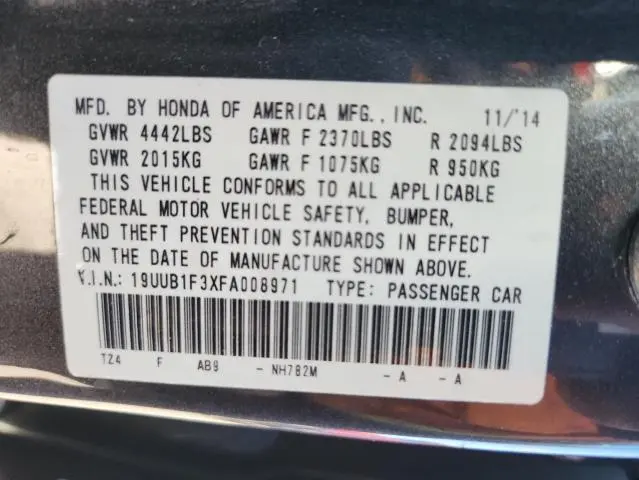 MFD. BY HONDA OF AMERICA MFG., INC. 11/'14
GVWR 4442LBS GAWR F 2370LBS R 2094LBS
GVWR 2015KG GAWR F 1075KG R 950KG
THIS VEHICLE CONFORMS TO ALL APPLICABLE
FEDERAL MOTOR VEHICLE SAFETY, BUMPER,
AND THEFT PREVENTION STANDARDS IN EFFECT
ON THE DATE OF MANUFACTURE SHOWN ABOVE.
V.I.N.: 19UUB1F3XFA008971 TYPE: PASSENGER CAR
TZ4 F AB9 - NH782M - A - A